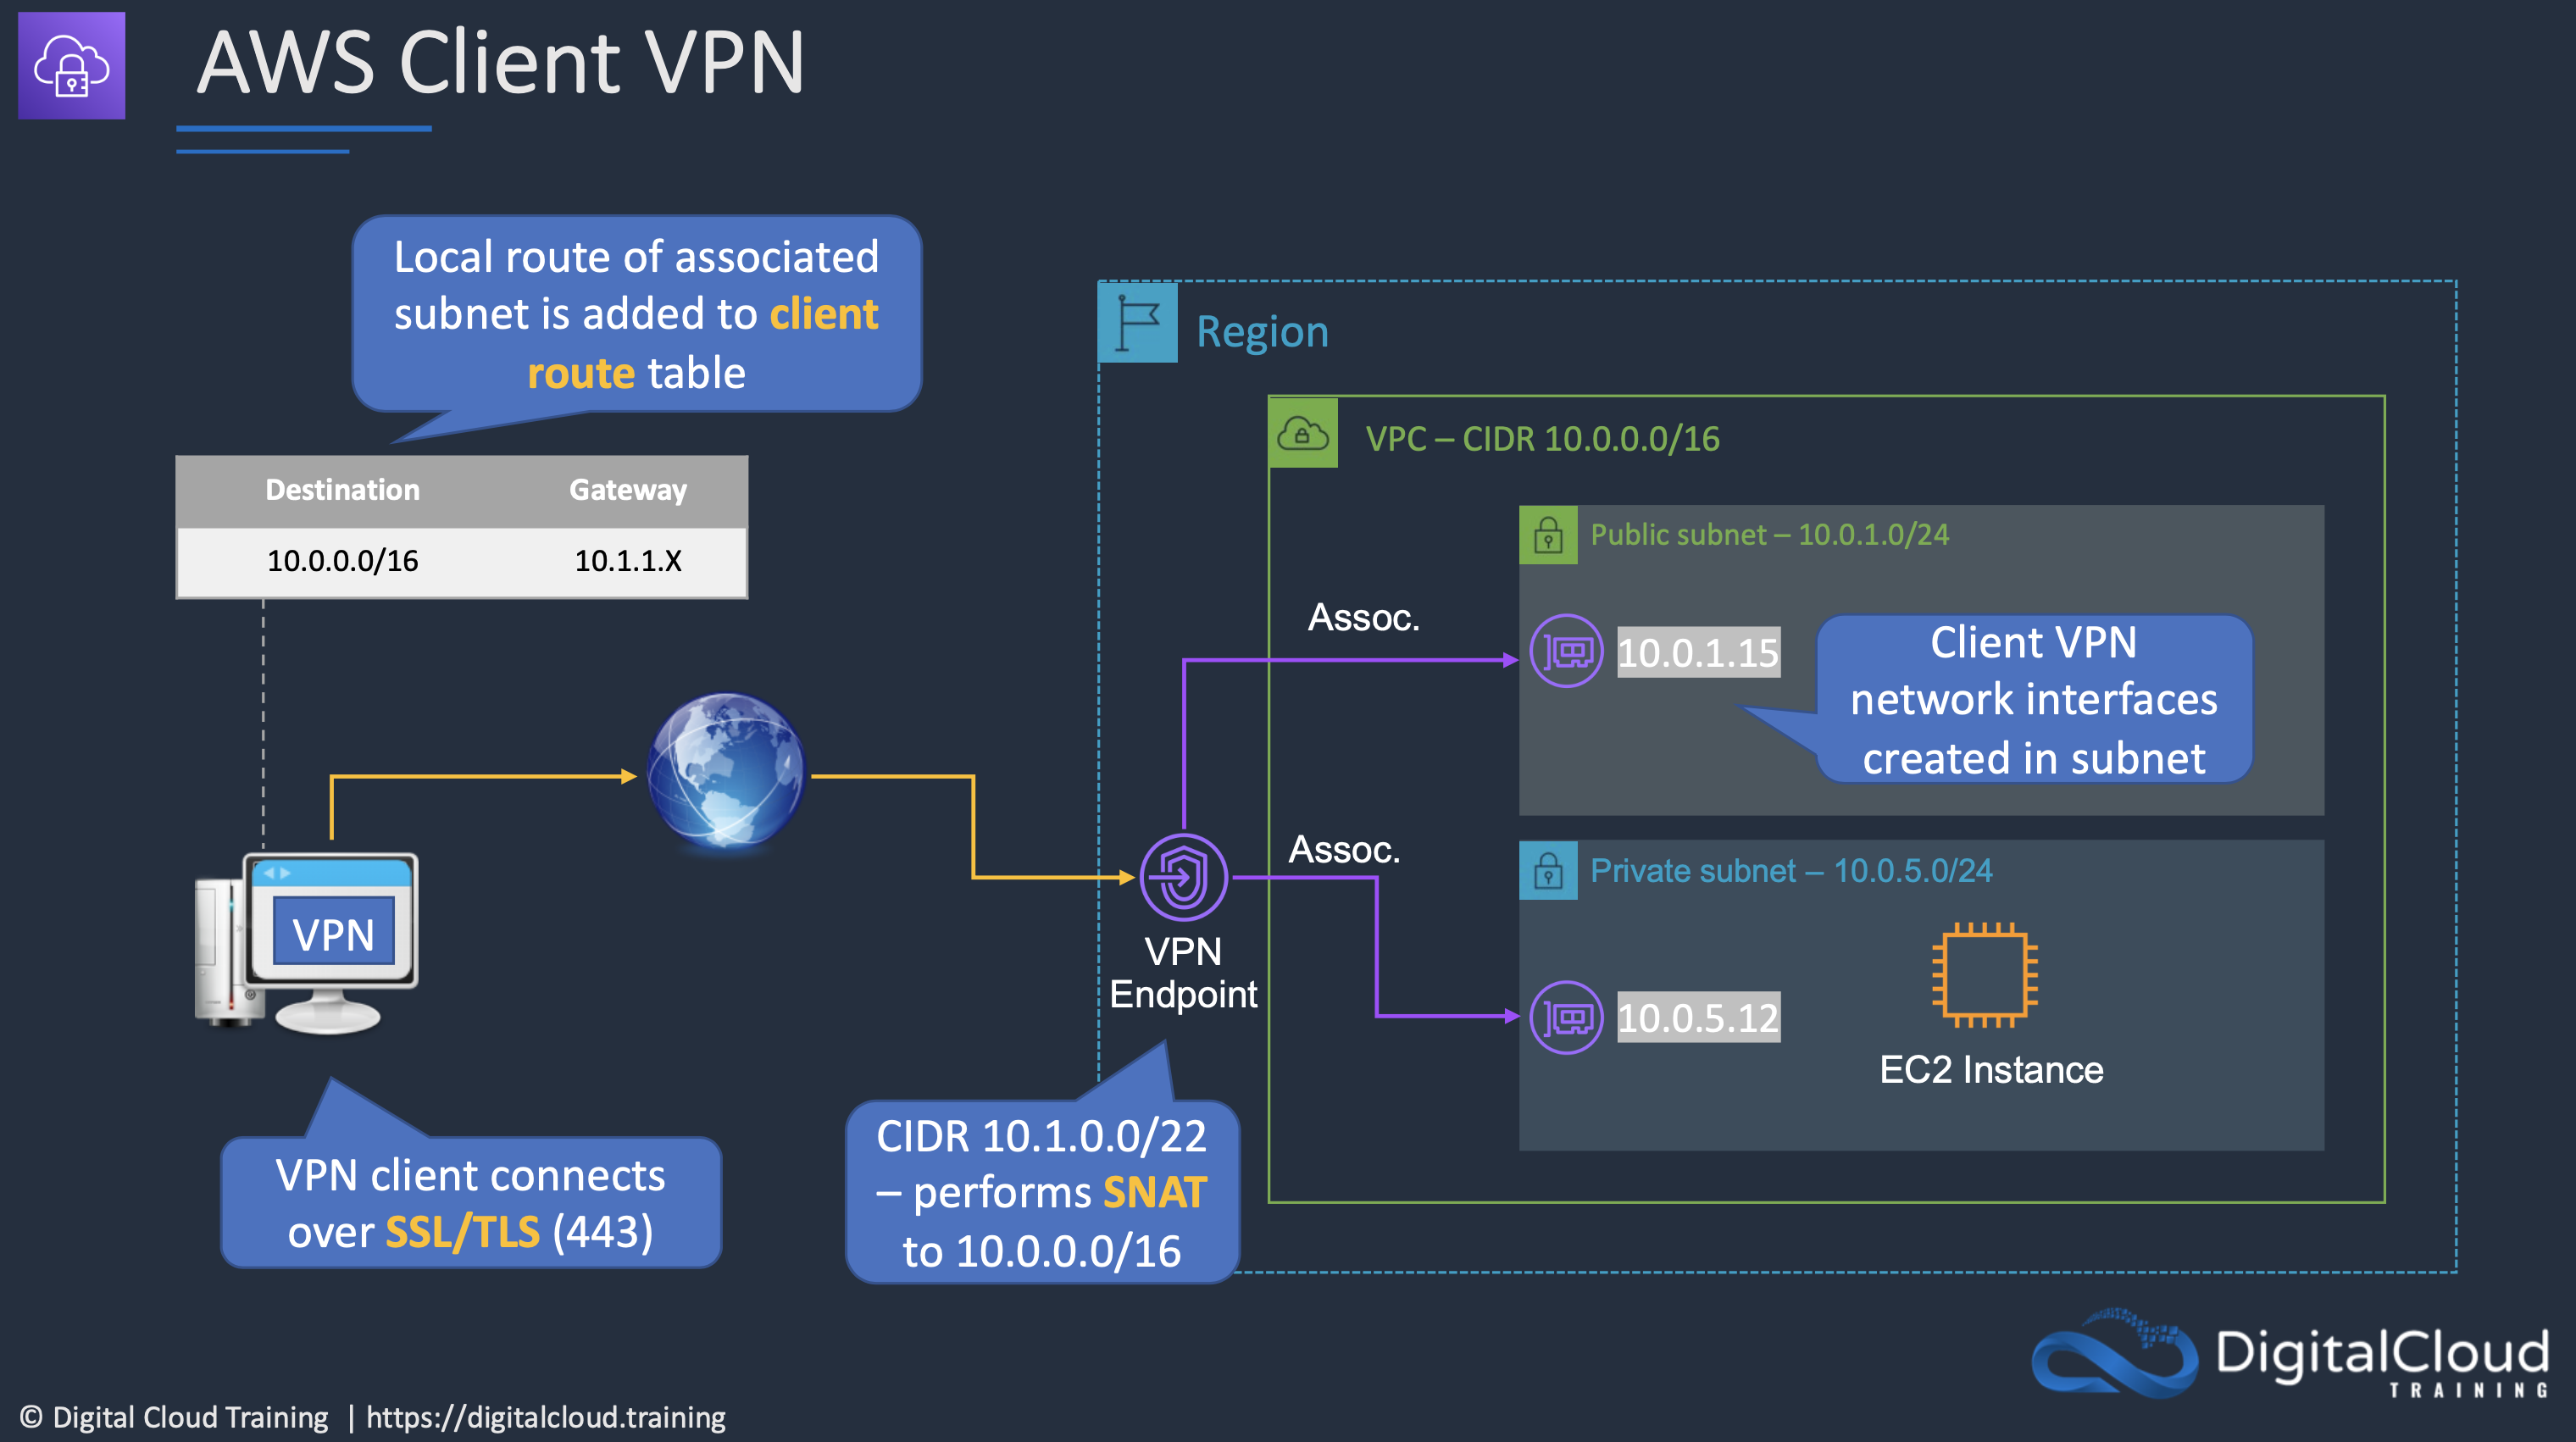 AWS Client VPN
Local route of associated
subnet is added to client
route table
Destination Gateway
10.0.0.0/16 10.1.1.X
Region
VPC – CIDR 10.0.0.0/16
Public subnet – 10.0.1.0/24
Assoc.
10.0.1.15
Client VPN
network interfaces
created in subnet
Assoc.
Private subnet – 10.0.5.0/24
VPN
VPN
Endpoint
10.0.5.12
EC2 Instance
VPN client connects
over SSL/TLS (443)
CIDR 10.1.0.0/22
– performs SNAT
to 10.0.0.0/16
DigitalCloud
TRAINING
© Digital Cloud Training | https://digitalcloud.training